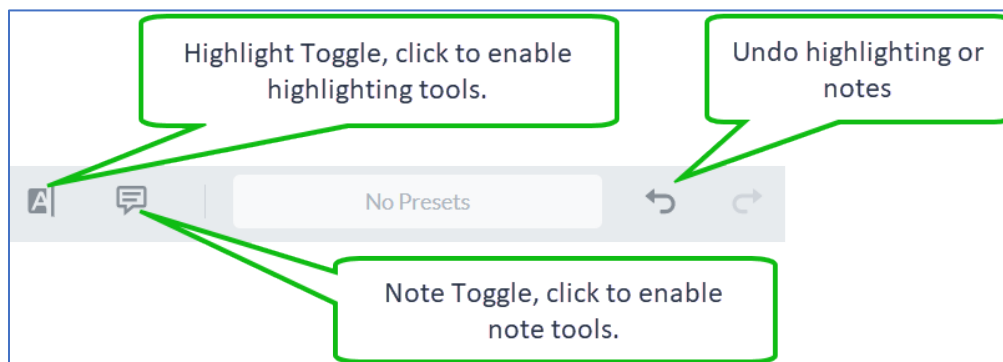 Highlight Toggle, click to enable
highlighting tools.
Undo highlighting or
notes
A
No Presets
Note Toggle, click to enable
note tools.